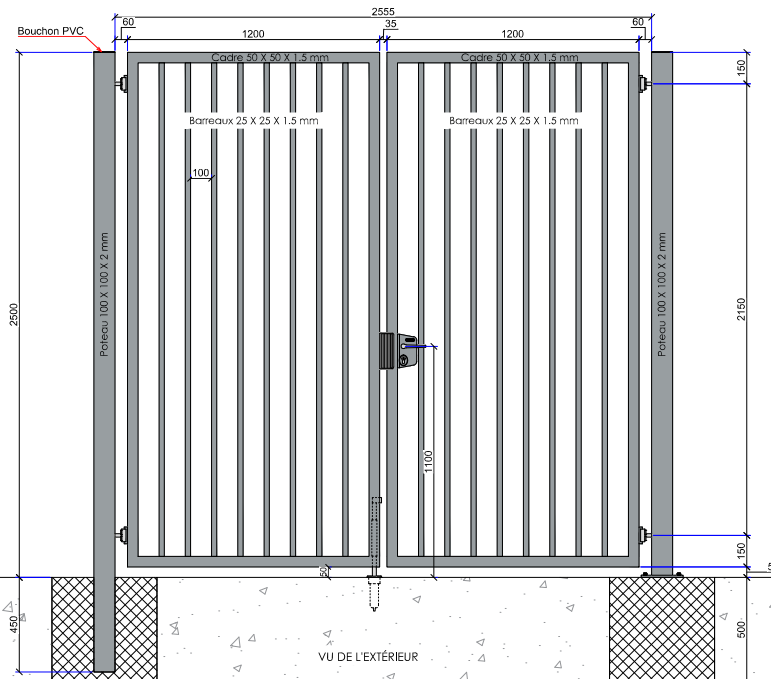 2555
60
1200
35
1200
60
Bouchon PVC
Cadre 50 X 50 X 1.5 mm
Cadre 50 X 50 X 1.5 mm
150
Barreaux 25 X 25 X 1.5 mm
Barreaux 25 X 25 X 1.5 mm
100
Poteau 100 X 100 X 2 mm
Poteau 100 X 100 X 2 mm
2500
2150
1100
150
50
450
500
VU DE L'EXTÉRIEUR